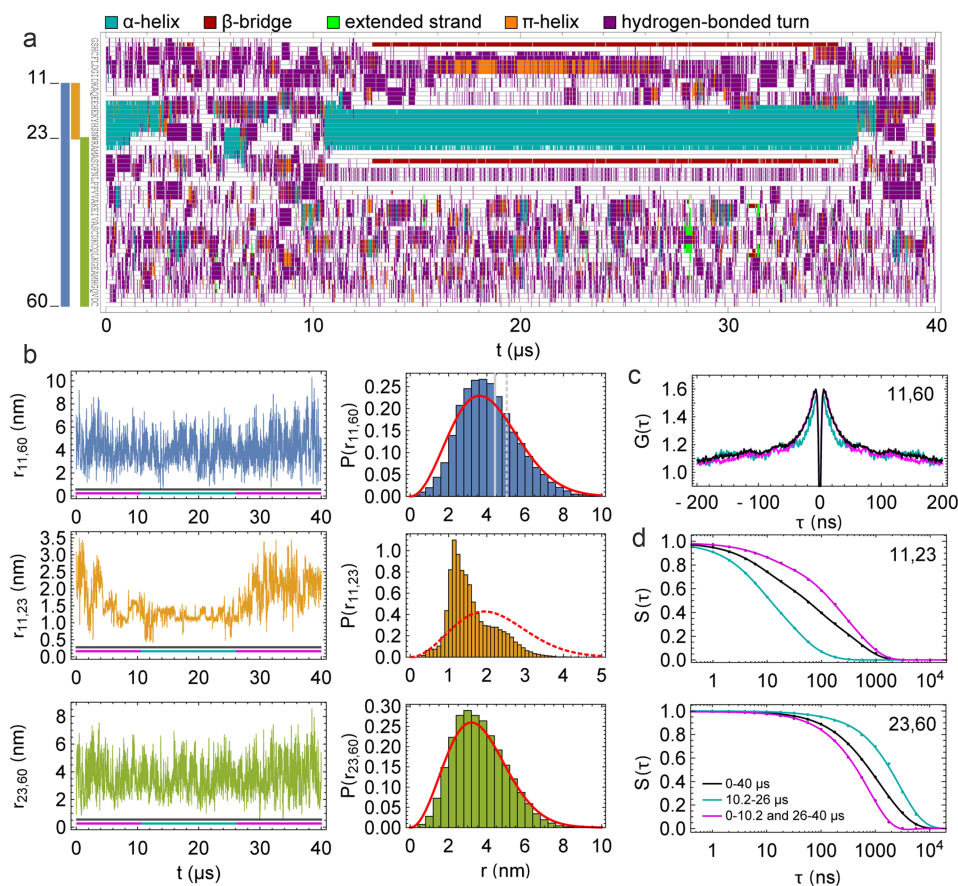 α-helix β-bridge extended strand π-helix hydrogen-bonded turn
a
11
23
60
0 10 20 30 40
t (µs)
b
r11,60 (nm)
10
8
6
4
2
0
0 10 20 30 40
P(r11,60)
0.25
0.20
0.15
0.10
0.05
0.00
0 2 4 6 8 10
c
11,60
G(τ)
1.6
1.4
1.2
1.0
-200 -100 0 100 200
τ (ns)
r11,23 (nm)
3.5
3.0
2.5
2.0
1.5
1.0
0.5
0.0
0 10 20 30 40
P(r11,23)
1.0
0.8
0.6
0.4
0.2
0.0
0 1 2 3 4 5
d
11,23
S(τ)
1.0
0.8
0.6
0.4
0.2
0.0
1 10 100 1000 10⁴
r23,60 (nm)
8
6
4
2
0
0 10 20 30 40
t (µs)
P(r23,60)
0.30
0.25
0.20
0.15
0.10
0.05
0.00
0 2 4 6 8 10
r (nm)
23,60
S(τ)
1.0
0.8
0.6
0.4
0.2
0.0
0-40 µs
10.2-26 µs
0-10.2 and 26-40 µs
1 10 100 1000 10⁴
τ (ns)